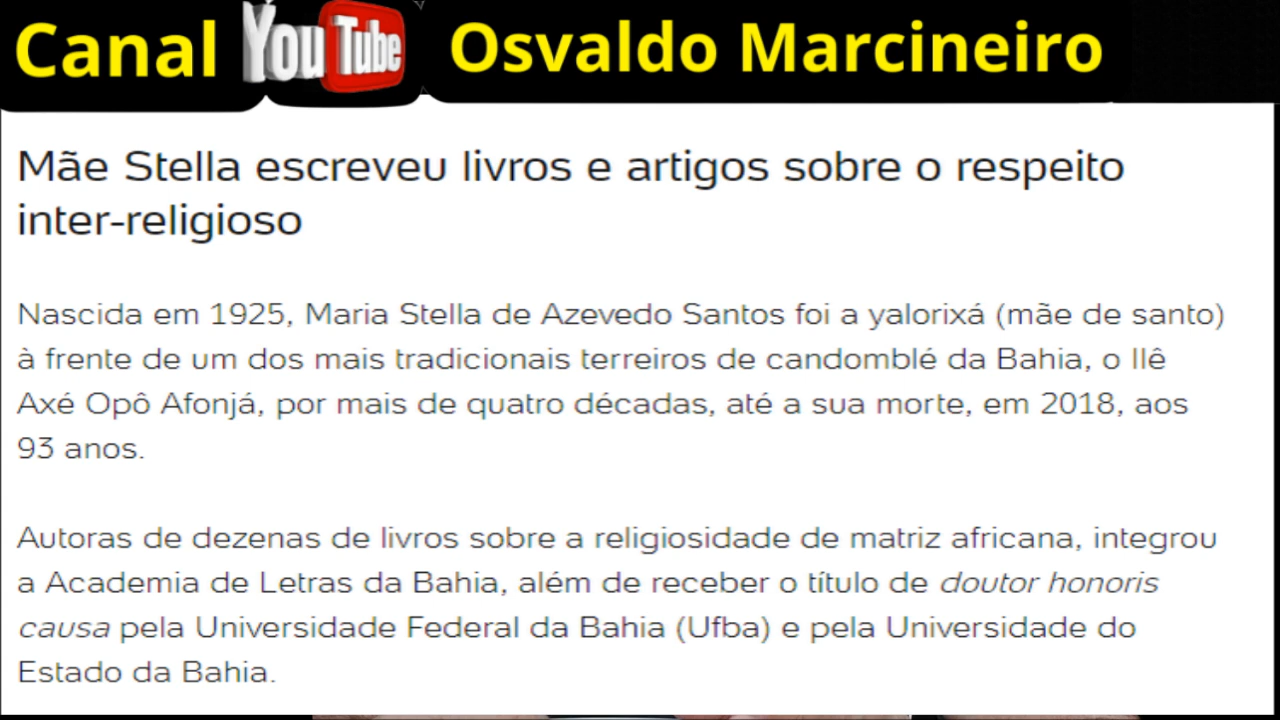 Canal YouTube Osvaldo Marcineiro
Mãe Stella escreveu livros e artigos sobre o respeito
inter-religioso
Nascida em 1925, Maria Stella de Azevedo Santos foi a yalorixá (mãe de santo)
à frente de um dos mais tradicionais terreiros de candomblé da Bahia, o Ilê
Axé Opô Afonjá, por mais de quatro décadas, até a sua morte, em 2018, aos
93 anos.
Autoras de dezenas de livros sobre a religiosidade de matriz africana, integrou
a Academia de Letras da Bahia, além de receber o título de doutor honoris
causa pela Universidade Federal da Bahia (Ufba) e pela Universidade do
Estado da Bahia.